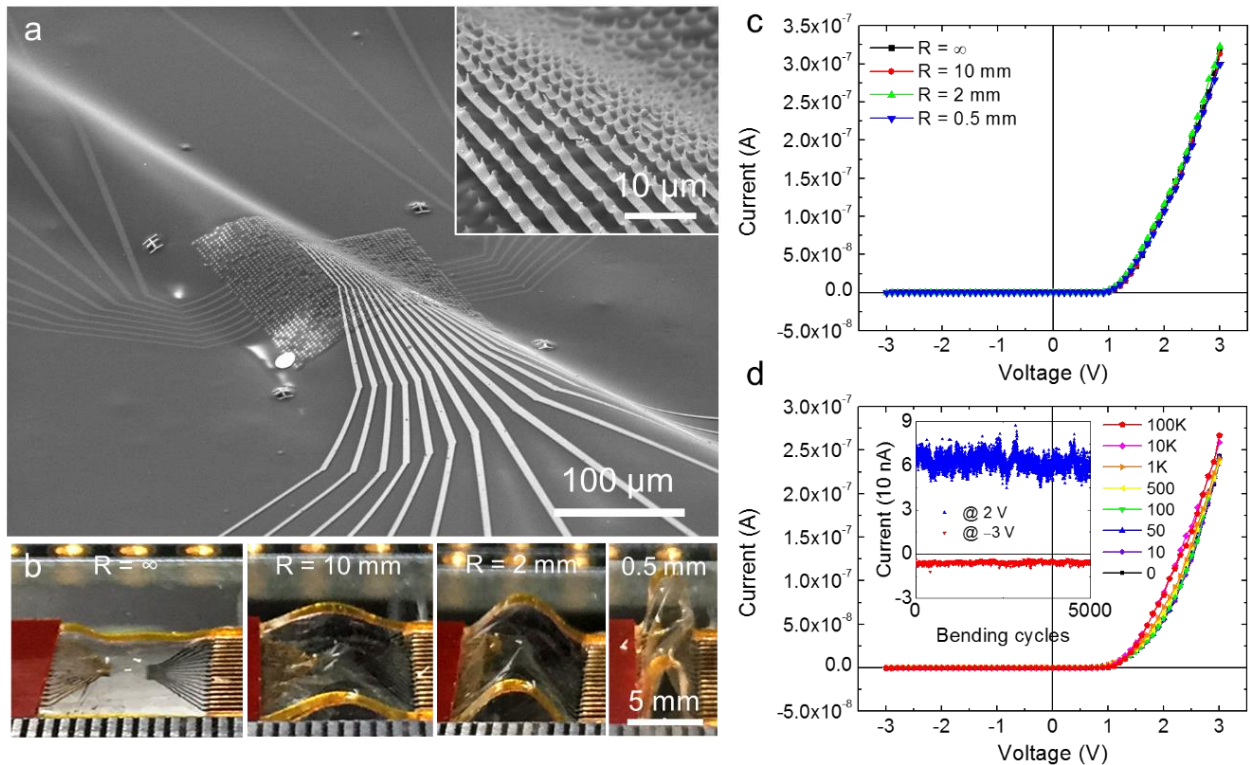 a
10 µm
100 µm
b
R = ∞
R = 10 mm
R = 2 mm
0.5 mm
5 mm
c
3.5x10⁻⁷
3.0x10⁻⁷
2.5x10⁻⁷
2.0x10⁻⁷
1.5x10⁻⁷
1.0x10⁻⁷
5.0x10⁻⁸
0.0
-5.0x10⁻⁸
Current (A)
R = ∞
R = 10 mm
R = 2 mm
R = 0.5 mm
-3 -2 -1 0 1 2 3
Voltage (V)
d
3.0x10⁻⁷
2.5x10⁻⁷
2.0x10⁻⁷
1.5x10⁻⁷
1.0x10⁻⁷
5.0x10⁻⁸
0.0
-5.0x10⁻⁸
Current (A)
9
6
3
0
-3
Current (10 nA)
@ 2 V
@ −3 V
0 5000
Bending cycles
100K
10K
1K
500
100
50
10
0
-3 -2 -1 0 1 2 3
Voltage (V)